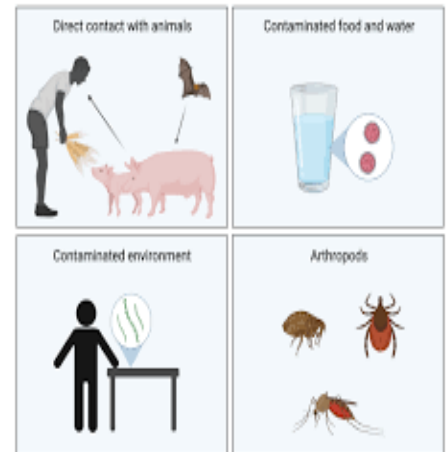 Direct contact with animals
Contaminated food and water
Contaminated environment
Arthropods